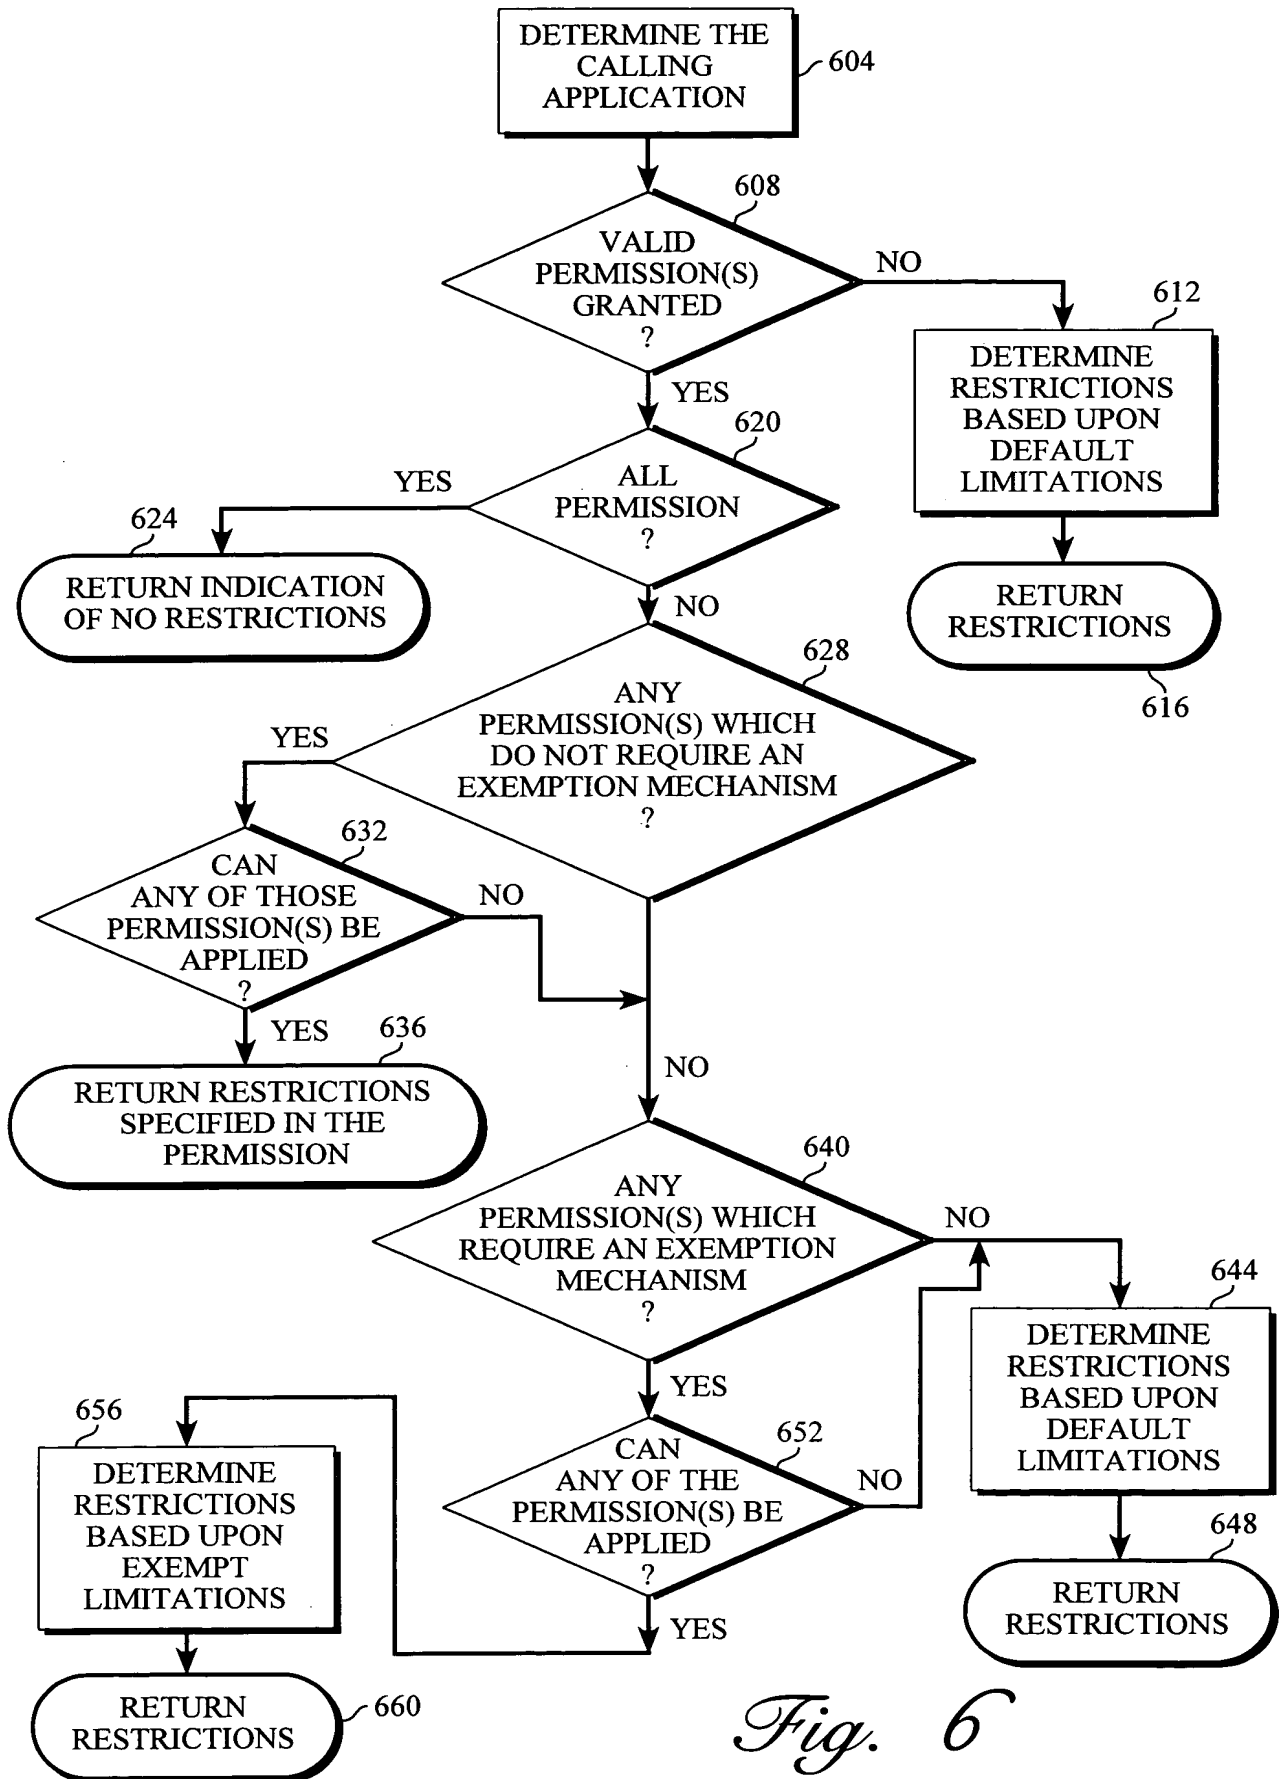 DETERMINE THE
CALLING
APPLICATION
604
608
VALID
PERMISSION(S)
GRANTED
?
NO
YES
612
DETERMINE
RESTRICTIONS
BASED UPON
DEFAULT
LIMITATIONS
RETURN
RESTRICTIONS
616
620
ALL
PERMISSION
?
YES
NO
624
RETURN INDICATION
OF NO RESTRICTIONS
628
ANY
PERMISSION(S) WHICH
DO NOT REQUIRE AN
EXEMPTION MECHANISM
?
YES
632
CAN
ANY OF THOSE
PERMISSION(S) BE
APPLIED
?
NO
YES
636
RETURN RESTRICTIONS
SPECIFIED IN THE
PERMISSION
NO
640
ANY
PERMISSION(S) WHICH
REQUIRE AN EXEMPTION
MECHANISM
?
NO
YES
644
DETERMINE
RESTRICTIONS
BASED UPON
DEFAULT
LIMITATIONS
648
RETURN
RESTRICTIONS
652
CAN
ANY OF THE
PERMISSION(S) BE
APPLIED
?
NO
YES
656
DETERMINE
RESTRICTIONS
BASED UPON
EXEMPT
LIMITATIONS
RETURN
RESTRICTIONS
660
Fig. 6